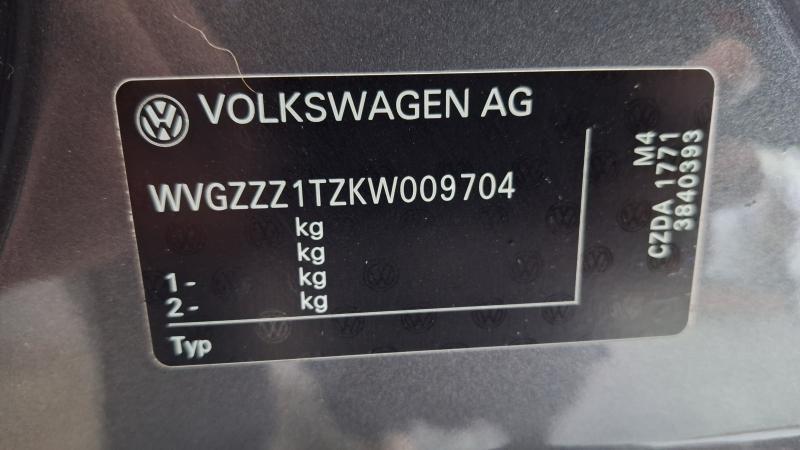 VOLKSWAGEN AG
WVGZZZ1TZKW009704
kg
kg
1- kg
2- kg
Typ
M4
CZDA 1771
3840393